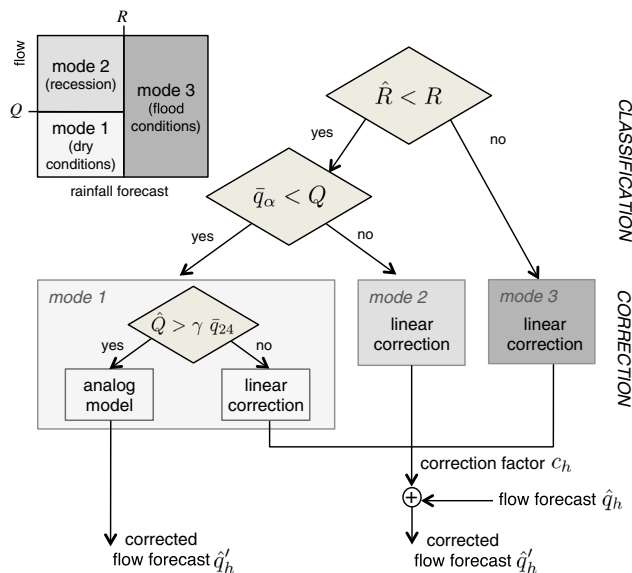 R
flow
mode 2
(recession)
mode 3
(flood
conditions)
Q
mode 1
(dry
conditions)
rainfall forecast
R̂ < R
yes
no
q̄α < Q
yes
no
CLASSIFICATION
mode 1
Q̂ > γ q̄24
yes
no
analog
model
linear
correction
mode 2
linear
correction
mode 3
linear
correction
CORRECTION
correction factor cₕ
+
flow forecast q̂ₕ
corrected
flow forecast q̂′ₕ
corrected
flow forecast q̂′ₕ